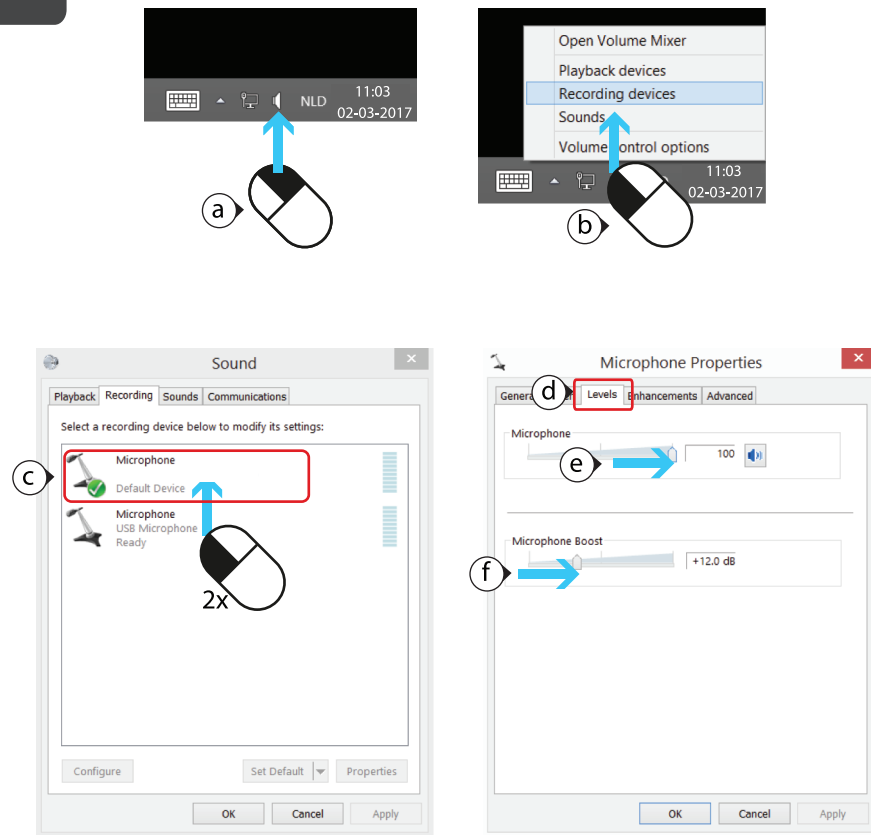 NLD
11:03
02-03-2017
a
Open Volume Mixer
Playback devices
Recording devices
Sounds
Volume control options
11:03
02-03-2017
b
Sound
Playback Recording Sounds Communications
Select a recording device below to modify its settings:
c
Microphone
Default Device
Microphone
USB Microphone
Ready
2x
Configure Set Default Properties
OK Cancel Apply
Microphone Properties
d
Levels Enhancements Advanced
Microphone
100
e
Microphone Boost
+12.0 dB
f
OK Cancel Apply